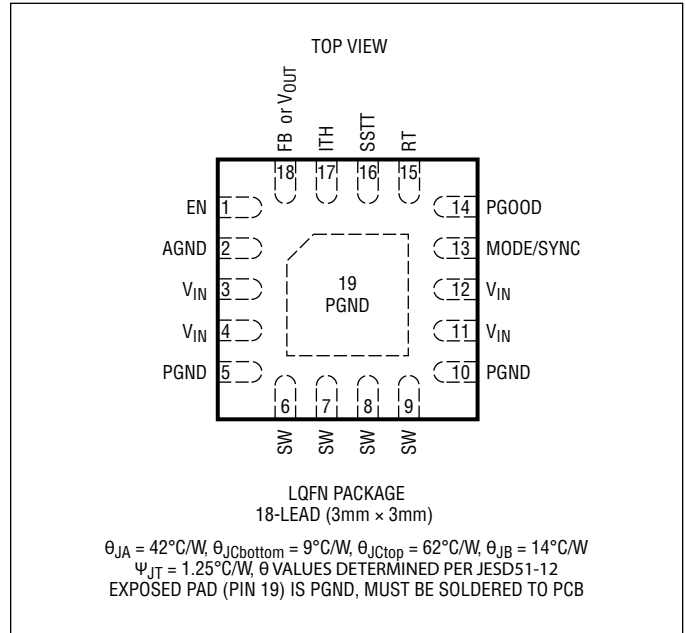 TOP VIEW
FB or VOUT
ITH
SSTT
RT
18 17 16 15
EN 1
AGND 2
VIN 3
VIN 4
PGND 5
14 PGOOD
13 MODE/SYNC
12 VIN
11 VIN
10 PGND
19
PGND
6 7 8 9
SW SW SW SW
LQFN PACKAGE
18-LEAD (3mm × 3mm)
θJA = 42°C/W, θJCbottom = 9°C/W, θJCtop = 62°C/W, θJB = 14°C/W
ΨJT = 1.25°C/W, θ VALUES DETERMINED PER JESD51-12
EXPOSED PAD (PIN 19) IS PGND, MUST BE SOLDERED TO PCB